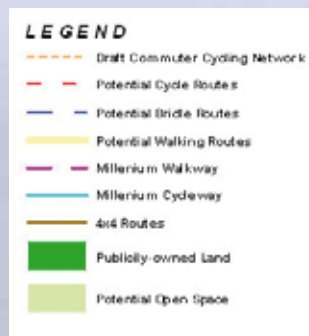 LEGEND
Draft Commuter Cycling Network
Potential Cycle Routes
Potential Bridle Routes
Potential Walking Routes
Millenium Walkway
Millenium Cycleway
4x4 Routes
Publicily-owned Land
Potential Open Space